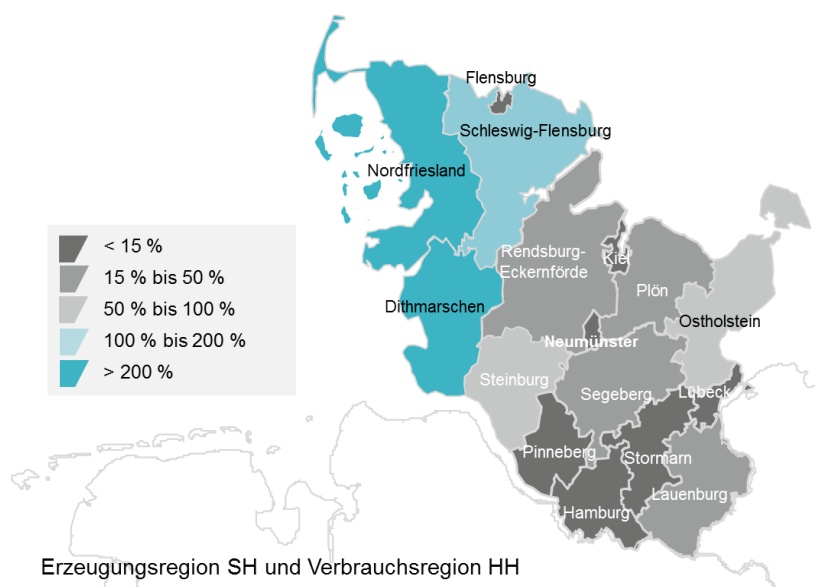 Flensburg
Schleswig-Flensburg
Nordfriesland
< 15 %
15 % bis 50 %
50 % bis 100 %
100 % bis 200 %
> 200 %
Rendsburg-
Eckernförde
Kiel
Plön
Dithmarschen
Ostholstein
Neumünster
Steinburg
Segeberg
Lübeck
Pinneberg
Stormarn
Lauenburg
Hamburg
Erzeugungsregion SH und Verbrauchsregion HH